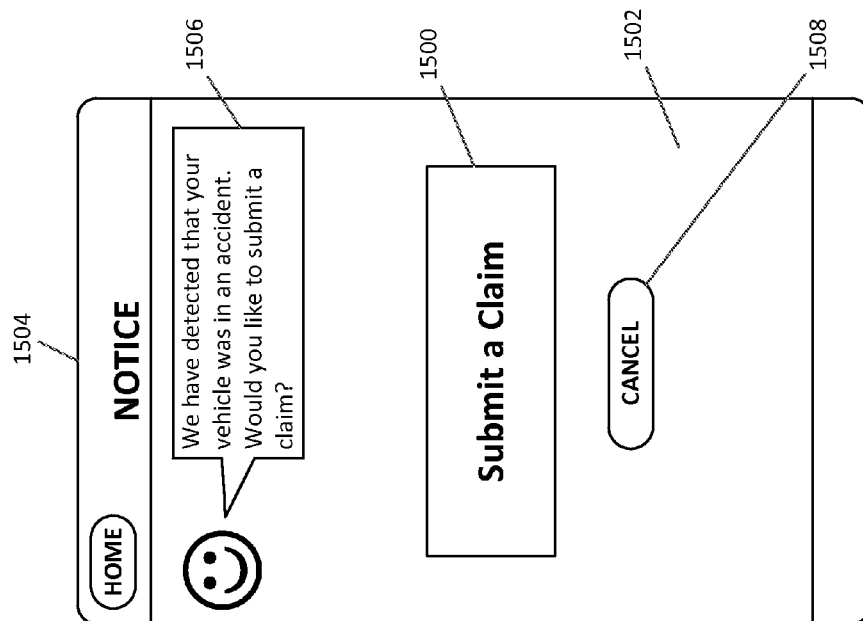 1504
HOME
NOTICE
We have detected that your
vehicle was in an accident.
Would you like to submit a
claim?
1506
Submit a Claim
1500
1502
CANCEL
1508